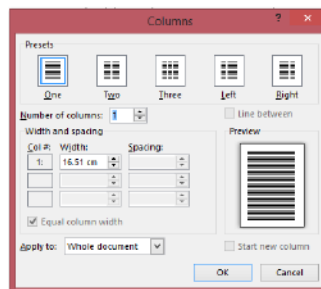 Columns ? ×
Presets
One Two Three Left Right
Number of columns: 1 Line between
Width and spacing Preview
Col #: Width: Spacing:
1: 16.51 cm
Equal column width
Apply to: Whole document Start new column
OK Cancel